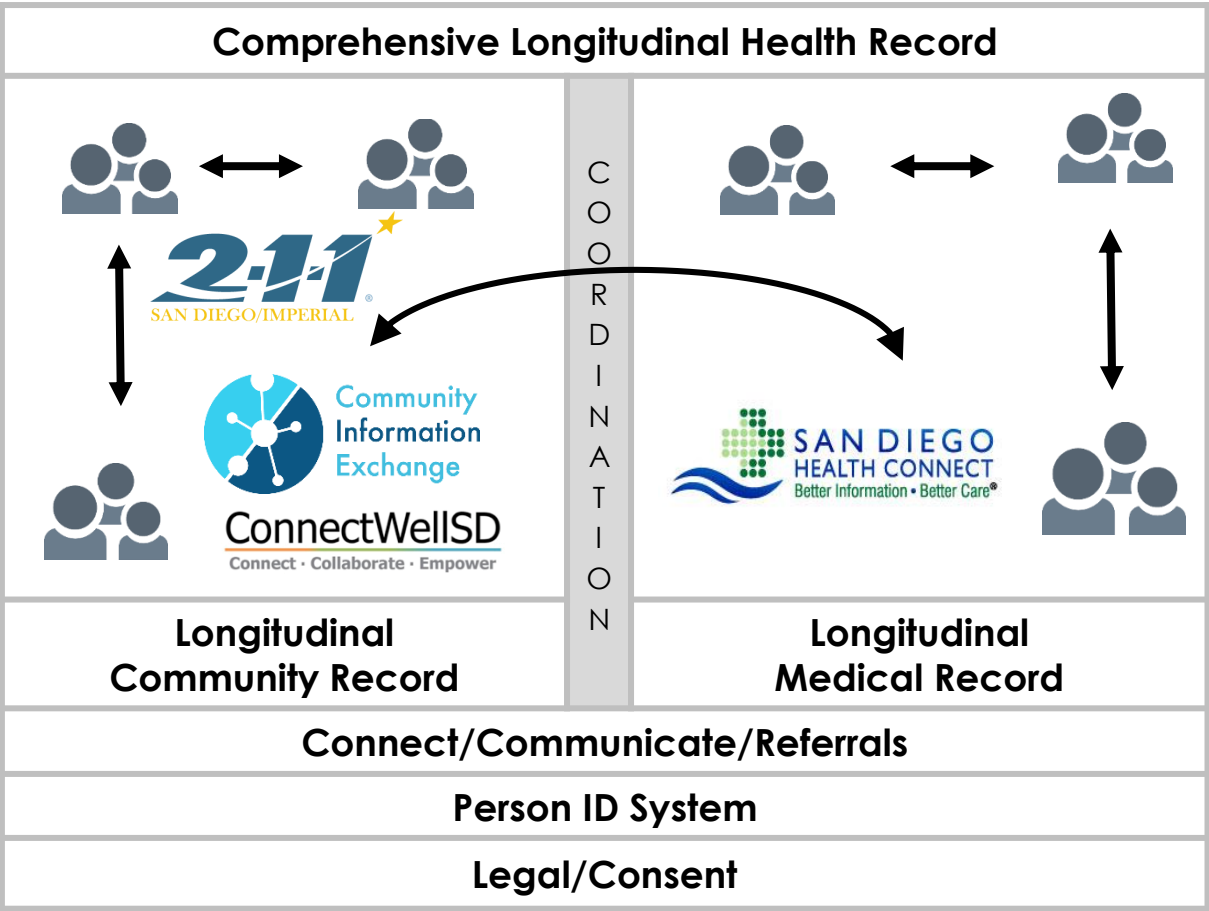 Comprehensive Longitudinal Health Record
2-1-1
®
SAN DIEGO/IMPERIAL
Community
Information
Exchange
ConnectWellSD
Connect · Collaborate · Empower
COORDINATION
SAN DIEGO
HEALTH CONNECT
Better Information • Better Care®
Longitudinal
Community Record
Longitudinal
Medical Record
Connect/Communicate/Referrals
Person ID System
Legal/Consent